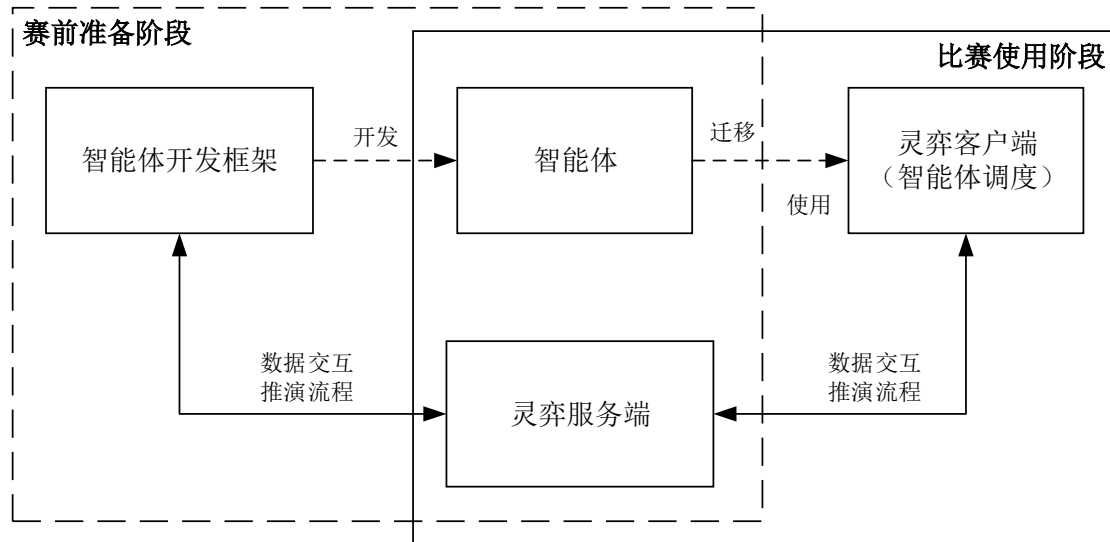 赛前准备阶段
比赛使用阶段
智能体开发框架
开发
智能体
迁移
使用
灵弈客户端
（智能体调度）
数据交互
推演流程
灵弈服务端
数据交互
推演流程